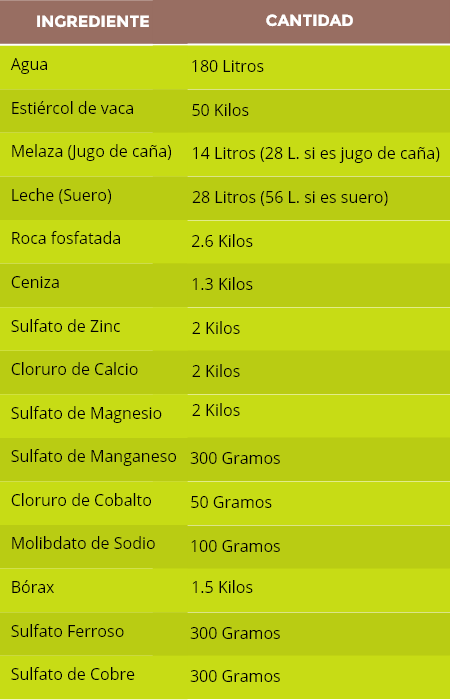 INGREDIENTE CANTIDAD
Agua 180 Litros
Estiércol de vaca 50 Kilos
Melaza (Jugo de caña) 14 Litros (28 L. si es jugo de caña)
Leche (Suero) 28 Litros (56 L. si es suero)
Roca fosfatada 2.6 Kilos
Ceniza 1.3 Kilos
Sulfato de Zinc 2 Kilos
Cloruro de Calcio 2 Kilos
Sulfato de Magnesio 2 Kilos
Sulfato de Manganeso 300 Gramos
Cloruro de Cobalto 50 Gramos
Molibdato de Sodio 100 Gramos
Bórax 1.5 Kilos
Sulfato Ferroso 300 Gramos
Sulfato de Cobre 300 Gramos